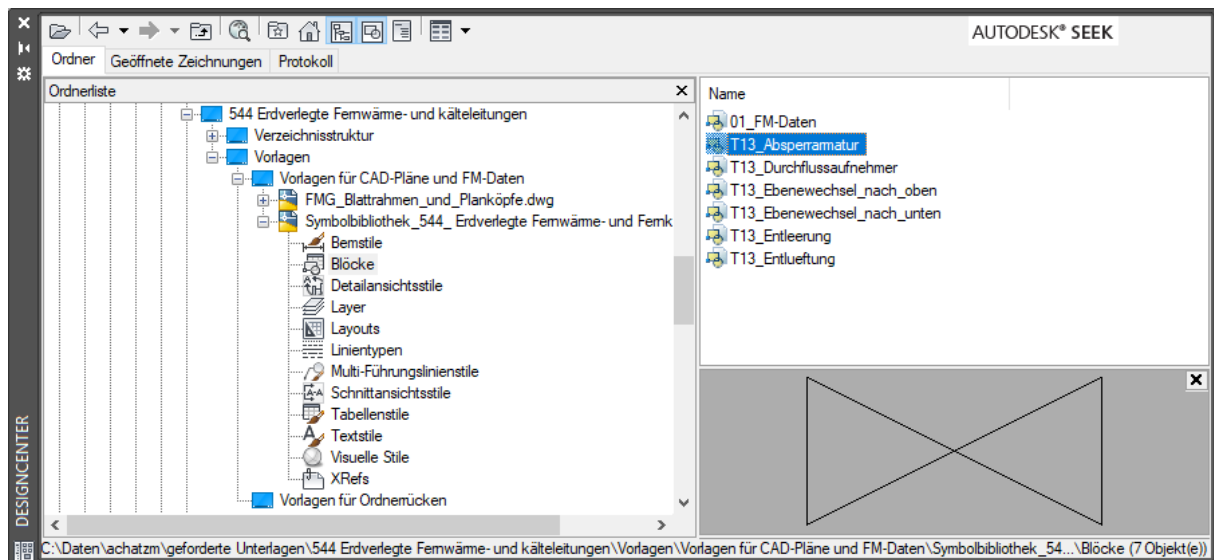 AUTODESK® SEEK
Ordner Geöffnete Zeichnungen Protokoll
Ordnerliste
544 Erdverlegte Fernwärme- und kälteleitungen
Verzeichnisstruktur
Vorlagen
Vorlagen für CAD-Pläne und FM-Daten
FMG_Blattrahmen_und_Planköpfe.dwg
Symbolbibliothek_544_ Erdverlegte Fernwärme- und Fernk
Bemstile
Blöcke
Detailansichtsstile
Layer
Layouts
Linientypen
Multi-Führungslinienstile
Schnittansichtsstile
Tabellenstile
Textstile
Visuelle Stile
XRefs
Vorlagen für Ordnerrücken
Name
01_FM-Daten
T13_Absperrarmatur
T13_Durchflussaufnehmer
T13_Ebenewechsel_nach_oben
T13_Ebenewechsel_nach_unten
T13_Entleerung
T13_Entlueftung
DESIGNCENTER
C:\Daten\achatzm\geforderte Unterlagen\544 Erdverlegte Fernwärme- und kälteleitungen\Vorlagen\Vorlagen für CAD-Pläne und FM-Daten\Symbolbibliothek_54...\Blöcke (7 Objekt(e))